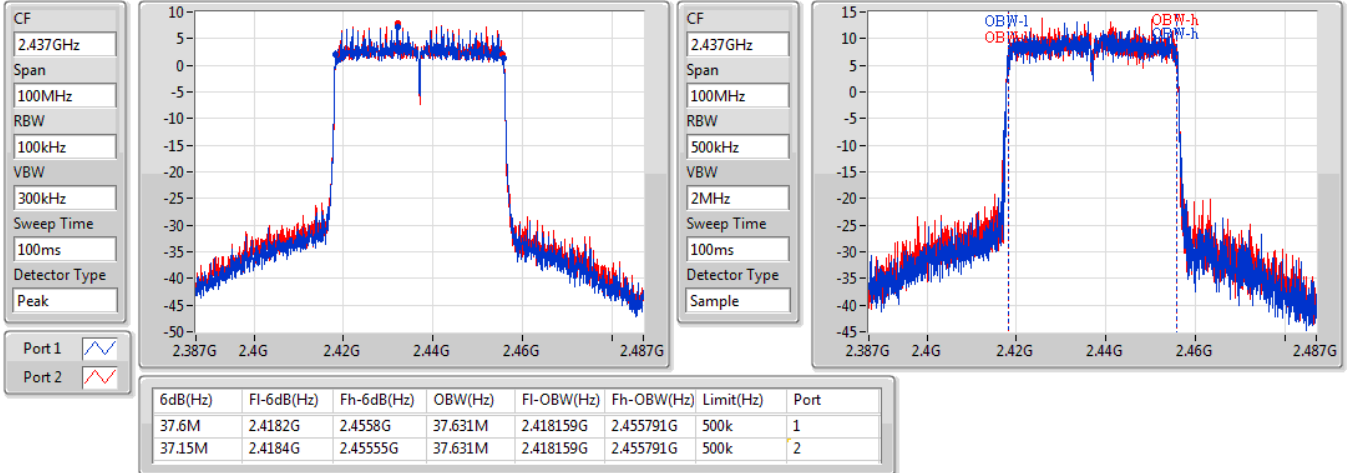 CF
2.437GHz
Span
100MHz
RBW
100kHz
VBW
300kHz
Sweep Time
100ms
Detector Type
Peak
10
5
0
-5
-10
-15
-20
-25
-30
-35
-40
-45
-50
2.387G 2.4G 2.42G 2.44G 2.46G 2.487G
CF
2.437GHz
Span
100MHz
RBW
500kHz
VBW
2MHz
Sweep Time
100ms
Detector Type
Sample
15
10
5
0
-5
-10
-15
-20
-25
-30
-35
-40
-45
OBW-l OBW-h
OBW-h
2.387G 2.4G 2.42G 2.44G 2.46G 2.487G
Port 1
Port 2
6dB(Hz) Fl-6dB(Hz) Fh-6dB(Hz) OBW(Hz) Fl-OBW(Hz) Fh-OBW(Hz) Limit(Hz) Port
37.6M 2.4182G 2.4558G 37.631M 2.418159G 2.455791G 500k 1
37.15M 2.4184G 2.45555G 37.631M 2.418159G 2.455791G 500k 2